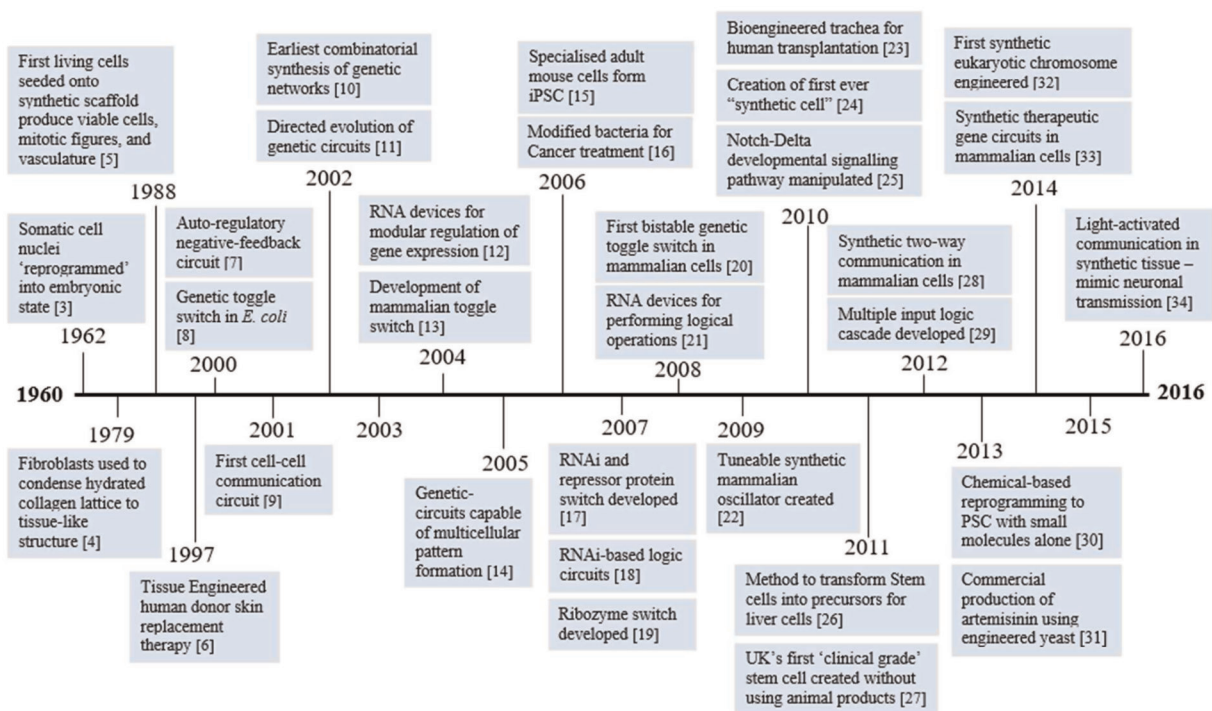 First living cells
seeded onto
synthetic scaffold
produce viable cells,
mitotic figures, and
vasculature [5]
1988
Somatic cell
nuclei
‘reprogrammed’
into embryonic
state [3]
1962
Auto-regulatory
negative-feedback
circuit [7]
Genetic toggle
switch in E. coli
[8]
2000
Earliest combinatorial
synthesis of genetic
networks [10]
Directed evolution of
genetic circuits [11]
2002
RNA devices for
modular regulation of
gene expression [12]
Development of
mammalian toggle
switch [13]
2004
Specialised adult
mouse cells form
iPSC [15]
Modified bacteria for
Cancer treatment [16]
2006
First bistable genetic
toggle switch in
mammalian cells [20]
RNA devices for
performing logical
operations [21]
2008
Bioengineered trachea for
human transplantation [23]
Creation of first ever
“synthetic cell” [24]
Notch-Delta
developmental signalling
pathway manipulated [25]
2010
Synthetic two-way
communication in
mammalian cells [28]
Multiple input logic
cascade developed [29]
2012
First synthetic
eukaryotic chromosome
engineered [32]
Synthetic therapeutic
gene circuits in
mammalian cells [33]
2014
Light-activated
communication in
synthetic tissue –
mimic neuronal
transmission [34]
2016
1960
2016
1979
Fibroblasts used to
condense hydrated
collagen lattice to
tissue-like
structure [4]
1997
Tissue Engineered
human donor skin
replacement
therapy [6]
2001
First cell-cell
communication
circuit [9]
2003
2005
Genetic-
circuits capable
of multicellular
pattern
formation [14]
2007
RNAi and
repressor protein
switch developed
[17]
RNAi-based logic
circuits [18]
Ribozyme switch
developed [19]
2009
Tuneable synthetic
mammalian
oscillator created
[22]
2011
Method to transform Stem
cells into precursors for
liver cells [26]
UK’s first ‘clinical grade’
stem cell created without
using animal products [27]
2013
Chemical-based
reprogramming to
PSC with small
molecules alone [30]
Commercial
production of
artemisinin using
engineered yeast [31]
2015